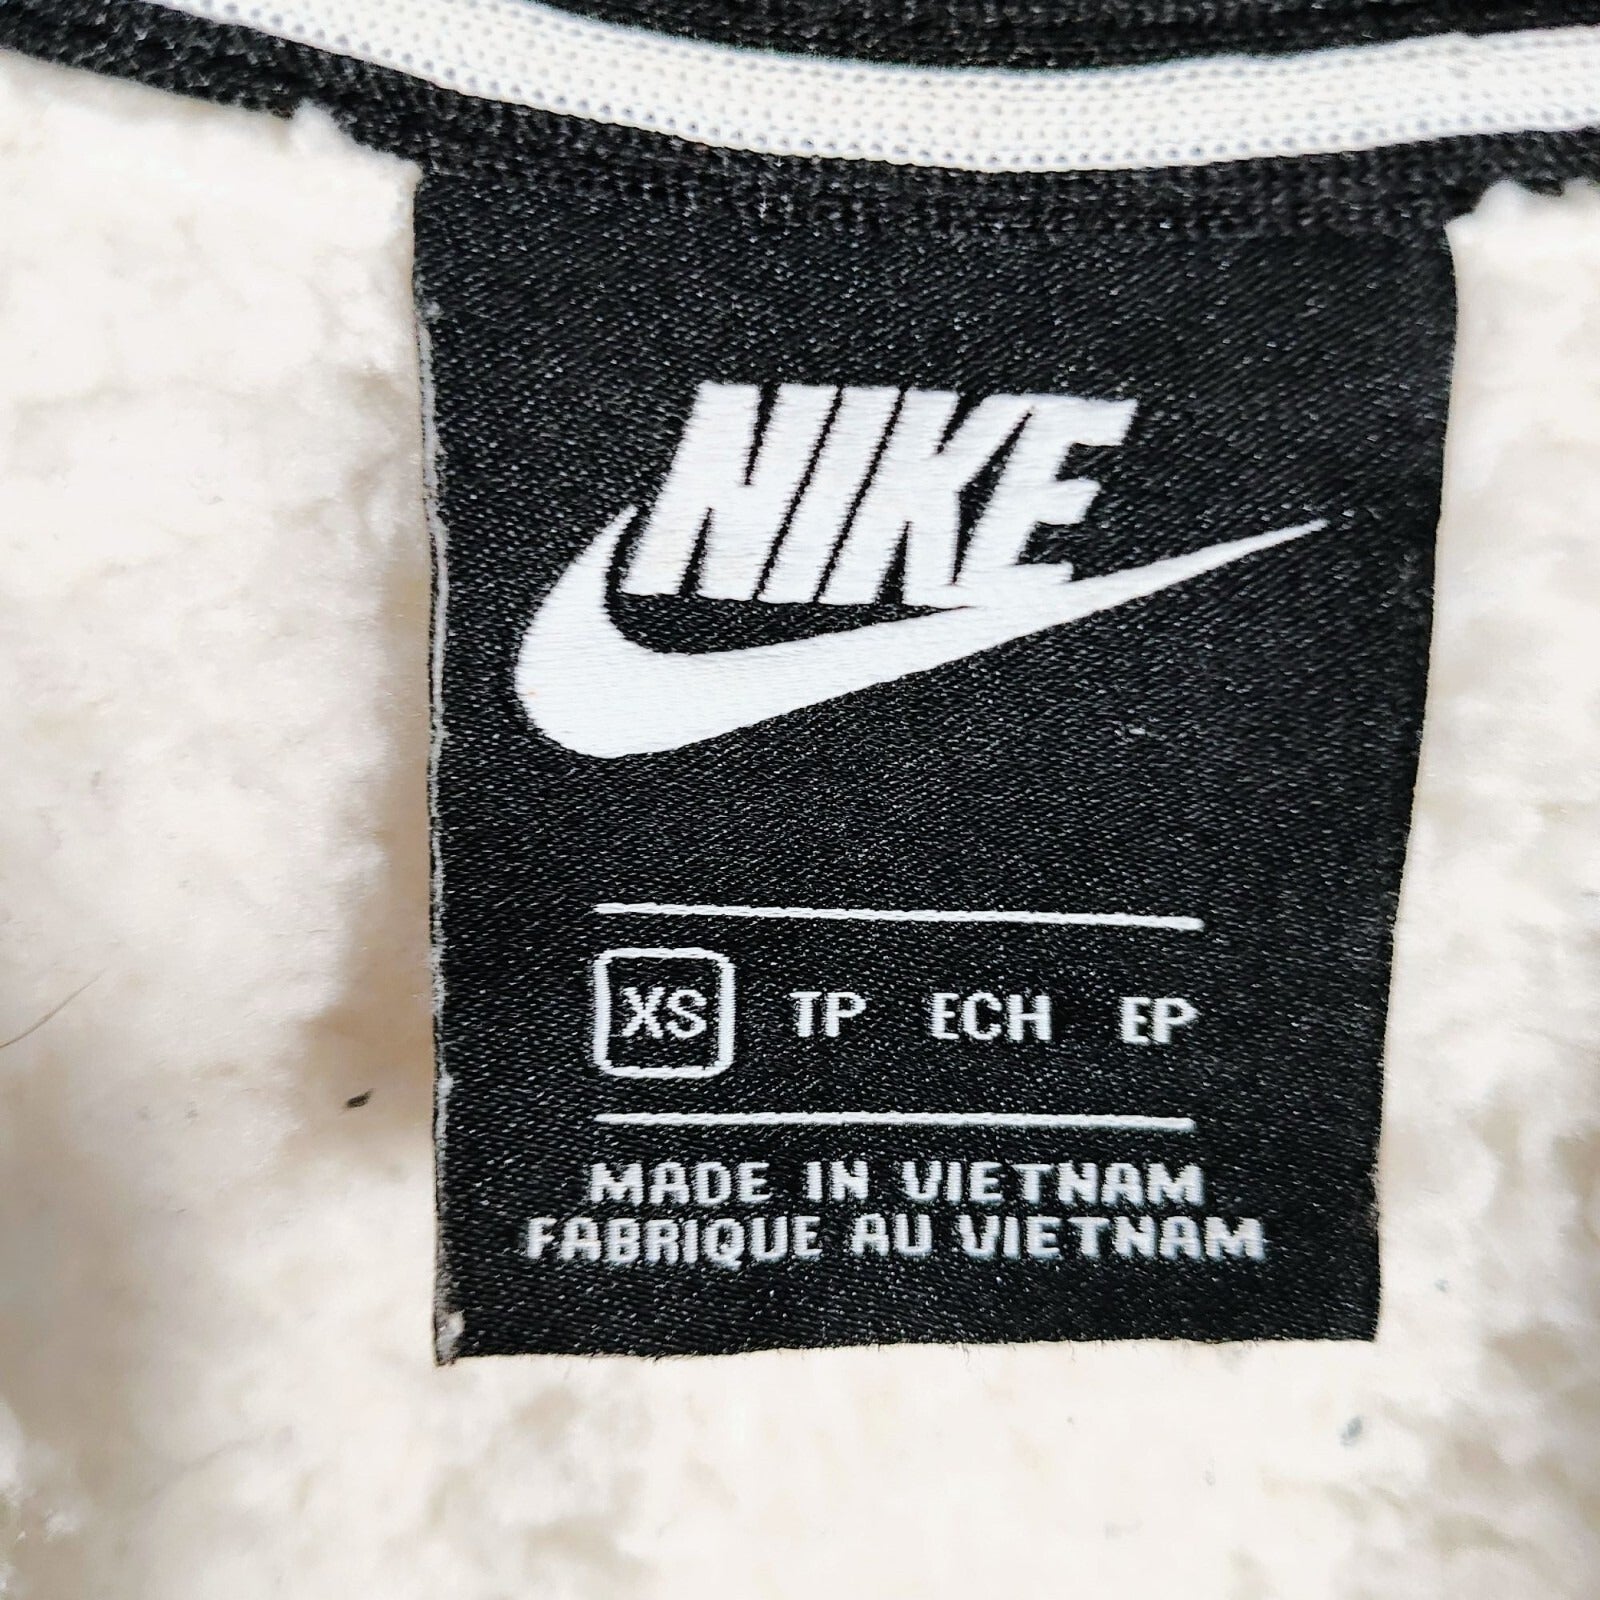 NIKE
XS TP ECH EP
MADE IN VIETNAM
FABRIQUE AU VIETNAM